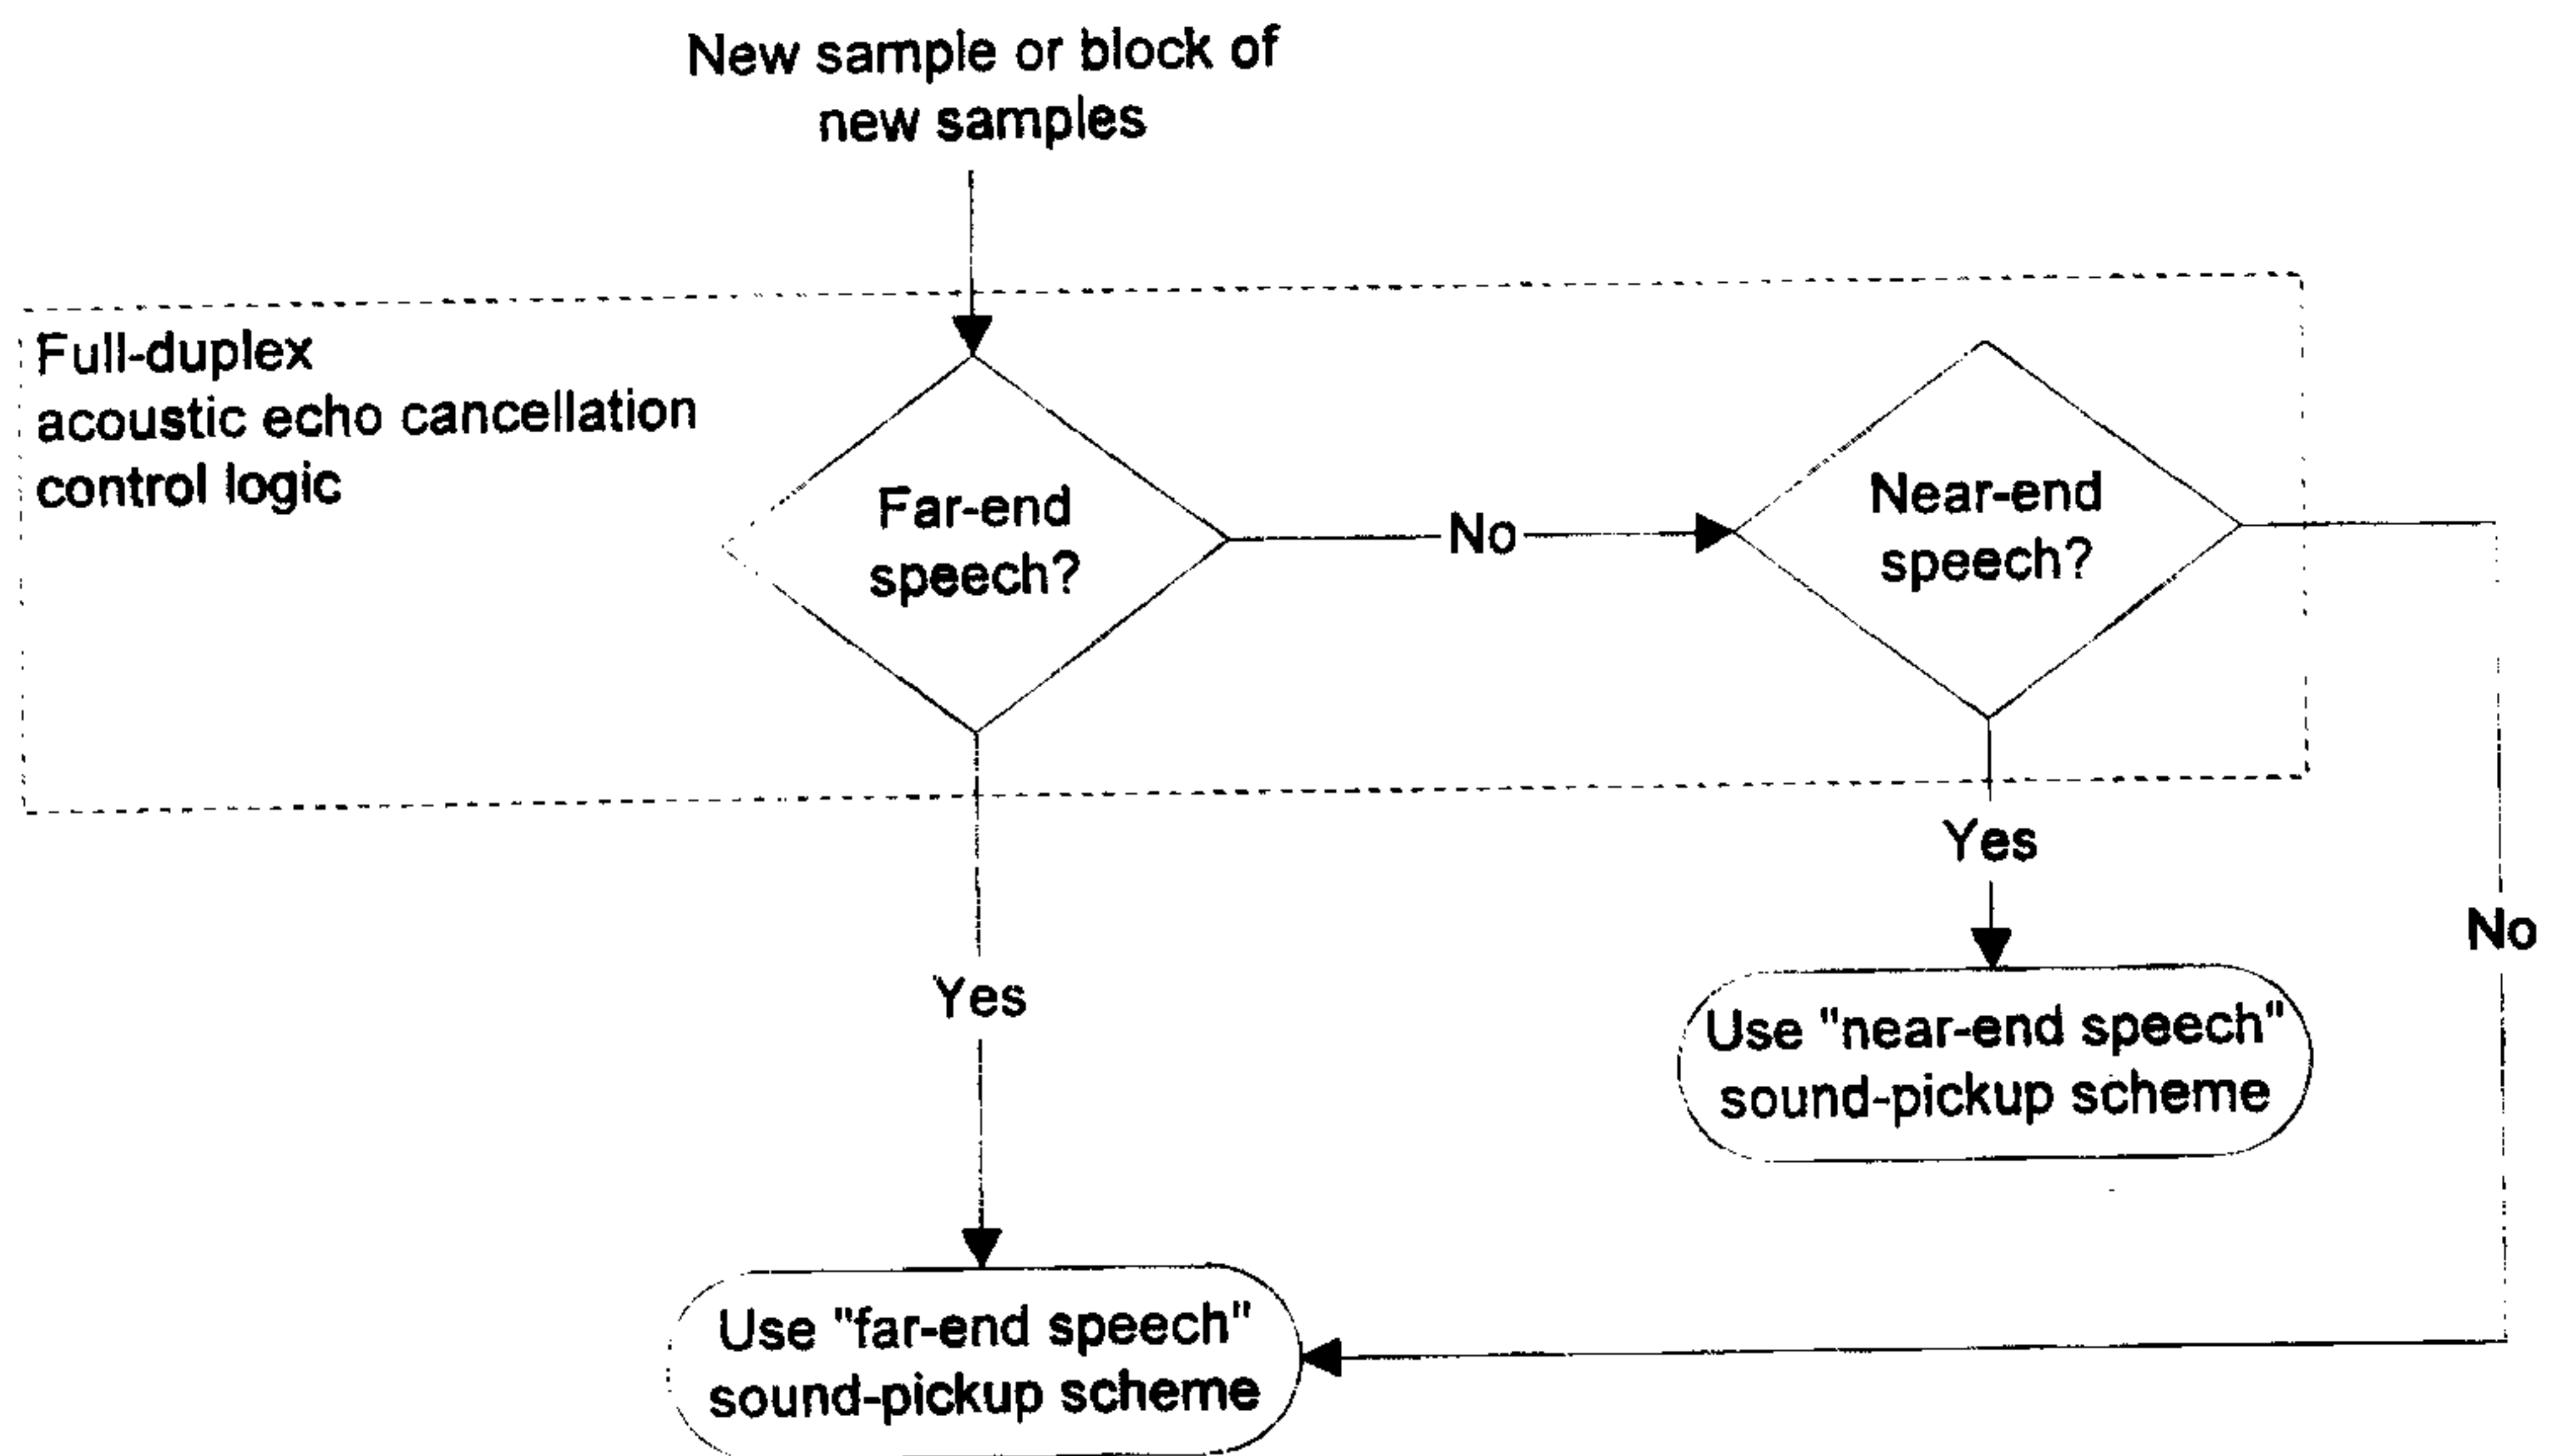 New sample or block of
new samples
Full-duplex
acoustic echo cancellation
control logic
Far-end
speech?
No
Near-end
speech?
Yes
No
Yes
Use "near-end speech"
sound-pickup scheme
Use "far-end speech"
sound-pickup scheme